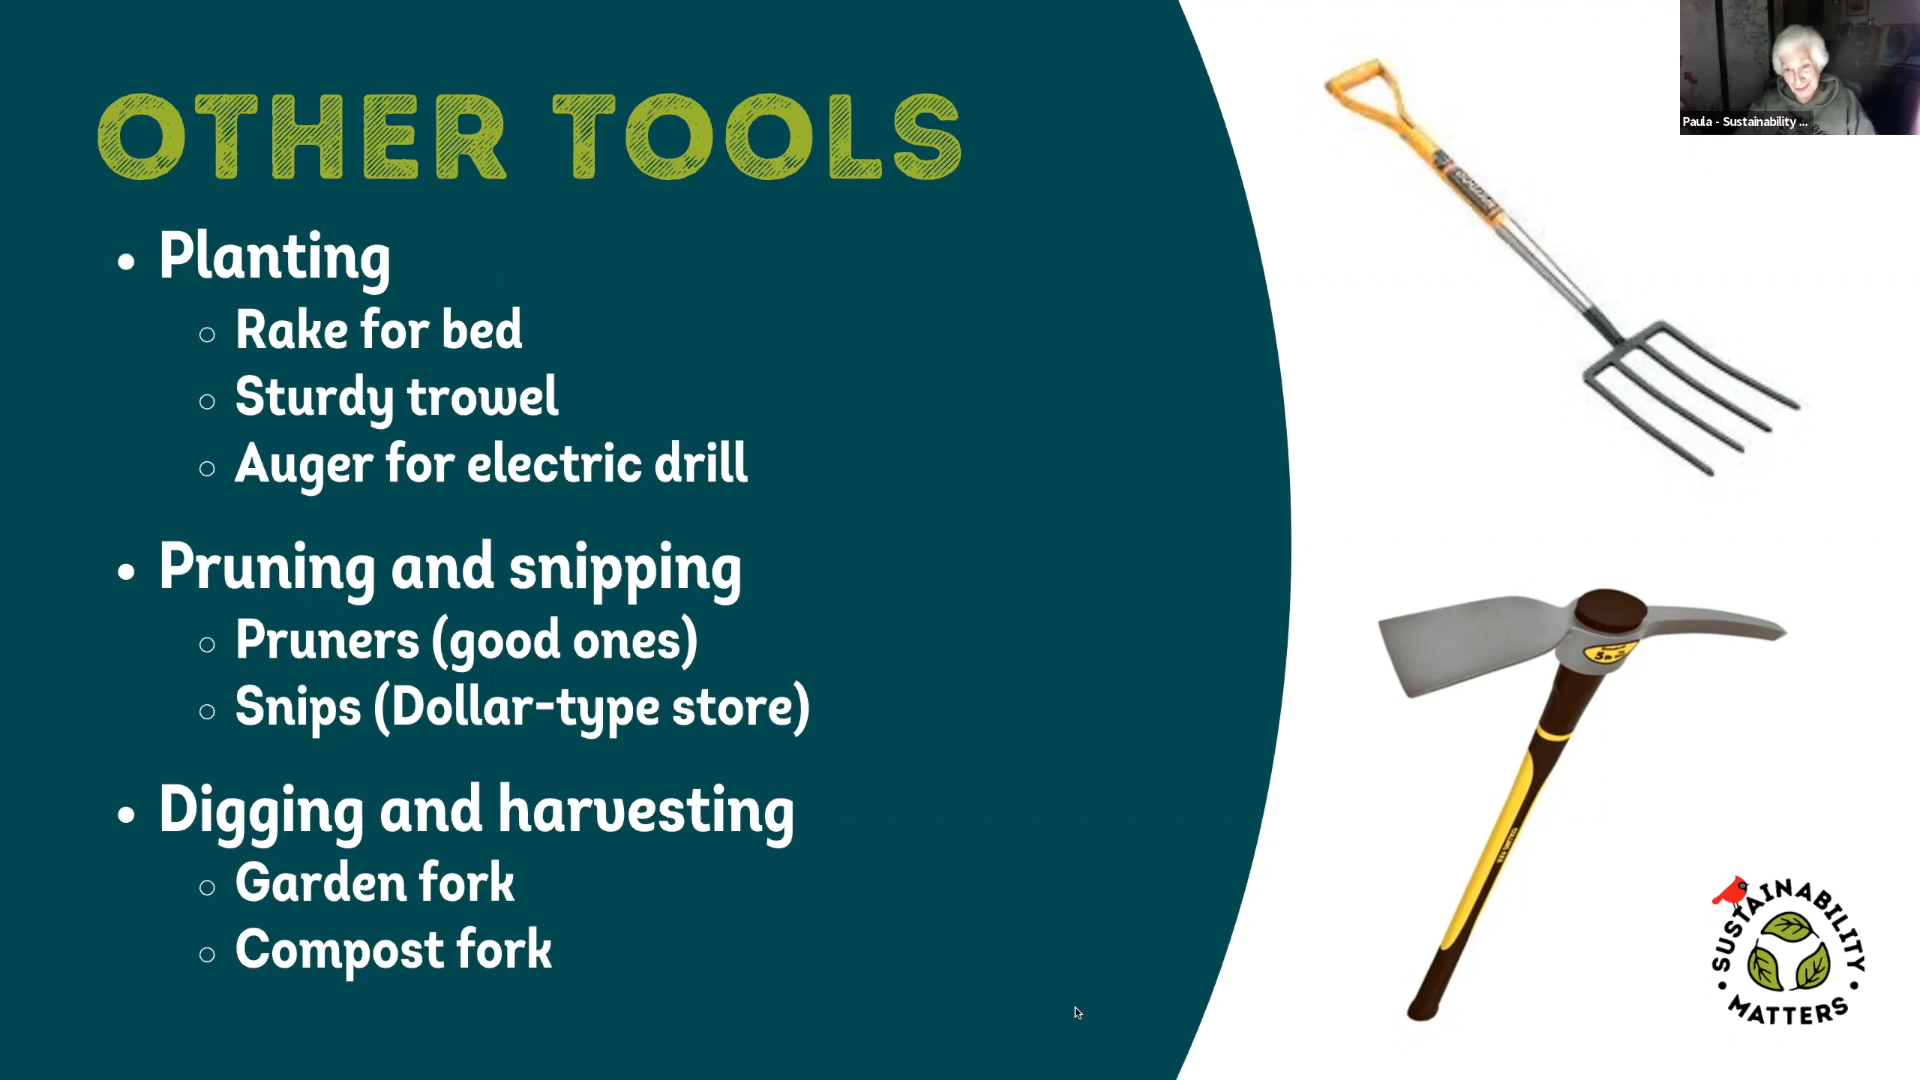 OTHER TOOLS
• Planting
○ Rake for bed
○ Sturdy trowel
○ Auger for electric drill
• Pruning and snipping
○ Pruners (good ones)
○ Snips (Dollar-type store)
• Digging and harvesting
○ Garden fork
○ Compost fork
Paula - Sustainability ...
SUSTAINABILITY
• MATTERS •